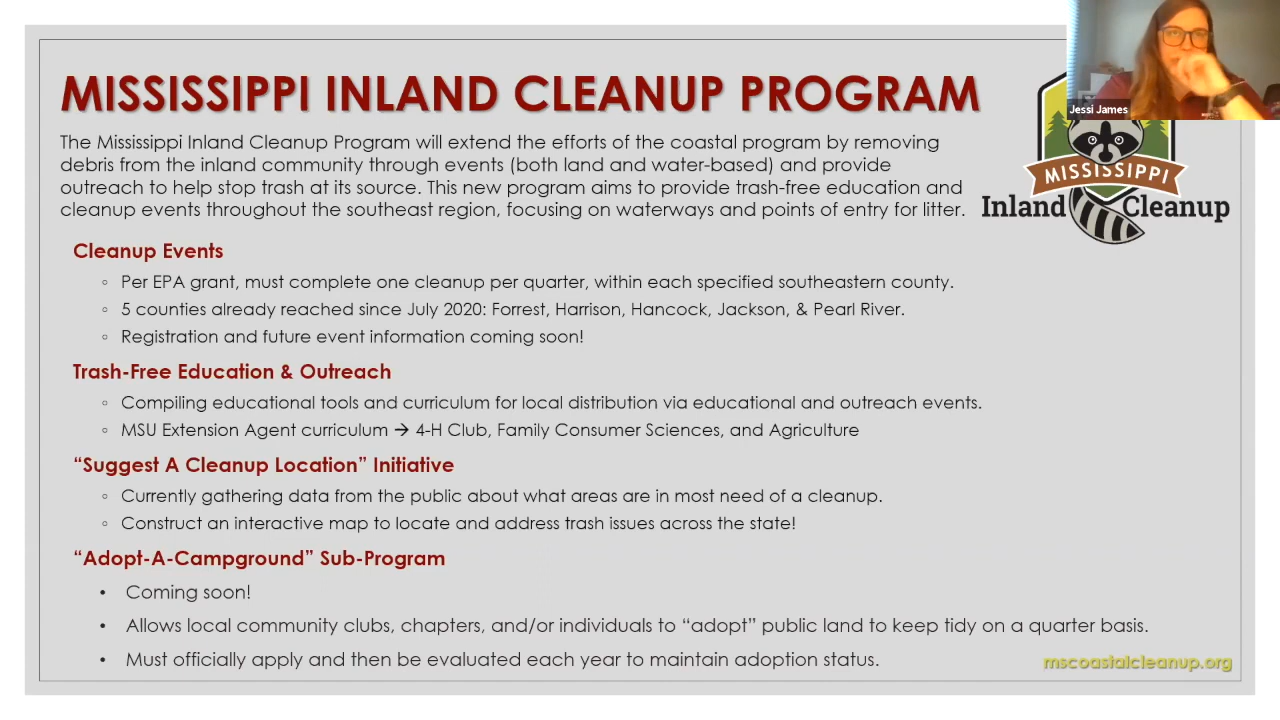 MISSISSIPPI INLAND CLEANUP PROGRAM
Jessi James
The Mississippi Inland Cleanup Program will extend the efforts of the coastal program by removing
debris from the inland community through events (both land and water-based) and provide
outreach to help stop trash at its source. This new program aims to provide trash-free education and
cleanup events throughout the southeast region, focusing on waterways and points of entry for litter.
MISSISSIPPI
Inland Cleanup
Cleanup Events
◦ Per EPA grant, must complete one cleanup per quarter, within each specified southeastern county.
◦ 5 counties already reached since July 2020: Forrest, Harrison, Hancock, Jackson, & Pearl River.
◦ Registration and future event information coming soon!
Trash-Free Education & Outreach
◦ Compiling educational tools and curriculum for local distribution via educational and outreach events.
◦ MSU Extension Agent curriculum → 4-H Club, Family Consumer Sciences, and Agriculture
“Suggest A Cleanup Location” Initiative
◦ Currently gathering data from the public about what areas are in most need of a cleanup.
◦ Construct an interactive map to locate and address trash issues across the state!
“Adopt-A-Campground” Sub-Program
• Coming soon!
• Allows local community clubs, chapters, and/or individuals to “adopt” public land to keep tidy on a quarter basis.
• Must officially apply and then be evaluated each year to maintain adoption status.
mscoastalcleanup.org